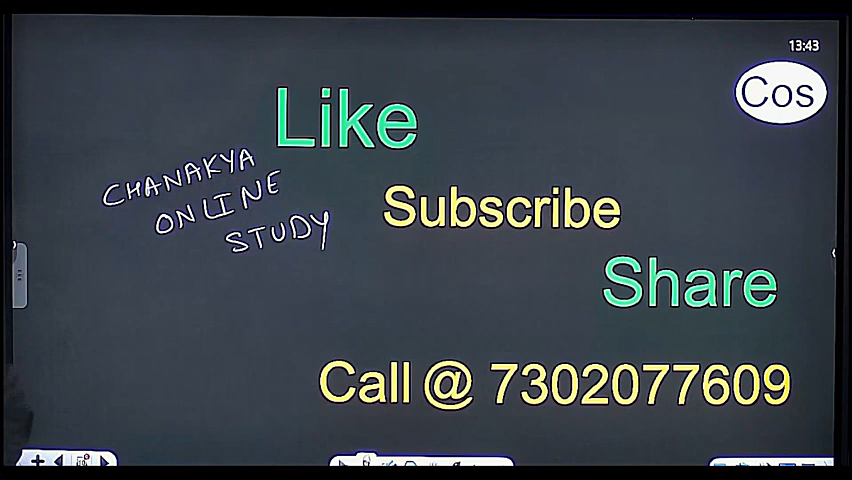 13:43
Cos
Like
CHANAKYA
ONLINE
STUDY
Subscribe
Share
Call @ 7302077609